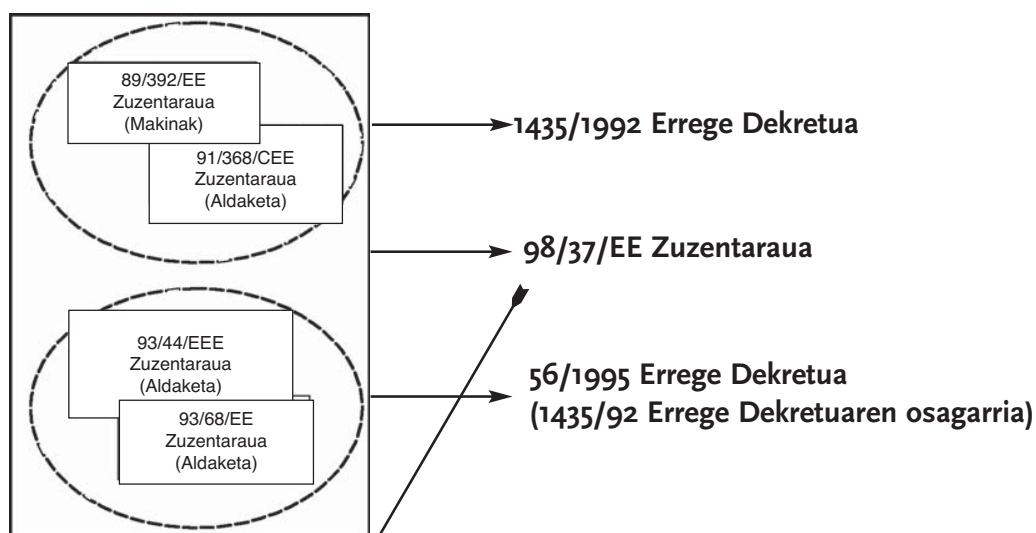 89/392/EE
Zuzentaraua
(Makinak)
91/368/CEE
Zuzentaraua
(Aldaketa)
1435/1992 Errege Dekretua
98/37/EE Zuzentaraua
93/44/EEE
Zuzentaraua
(Aldaketa)
93/68/EE
Zuzentaraua
(Aldaketa)
56/1995 Errege Dekretua
(1435/92 Errege Dekretuaren osagarria)